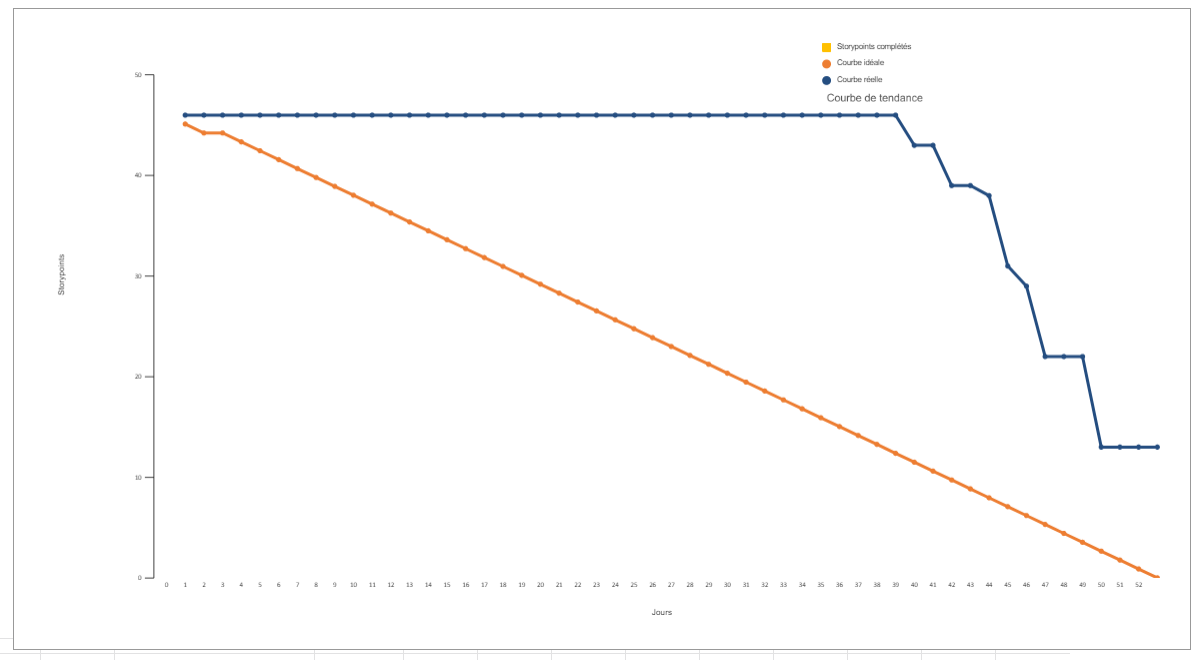 Storypoints complétés
Courbe idéale
Courbe réelle
Courbe de tendance
50
40
30
20
10
0
Storypoints
0 1 2 3 4 5 6 7 8 9 10 11 12 13 14 15 16 17 18 19 20 21 22 23 24 25 26 27 28 29 30 31 32 33 34 35 36 37 38 39 40 41 42 43 44 45 46 47 48 49 50 51 52
Jours